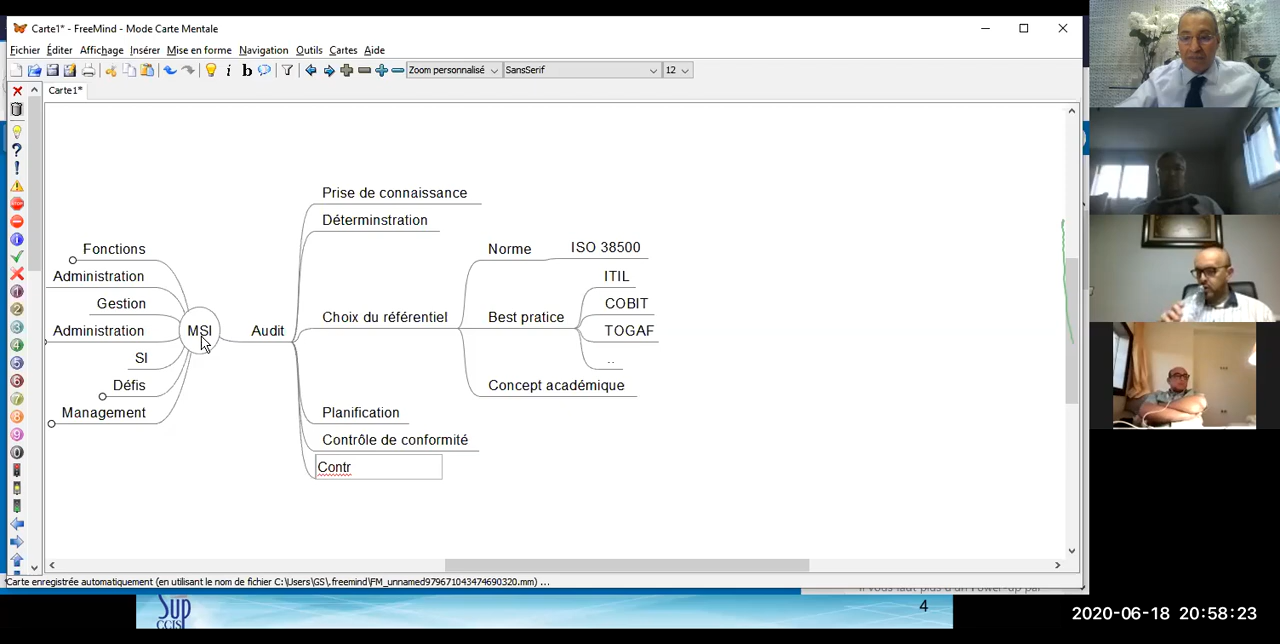 Carte1* - FreeMind - Mode Carte Mentale
Fichier Éditer Affichage Insérer Mise en forme Navigation Outils Cartes Aide
Zoom personnalisé SansSerif 12
Carte1*
Prise de connaissance
Déterminstration
Fonctions
Norme
ISO 38500
Administration
ITIL
Gestion
COBIT
Choix du référentiel
Best pratice
Administration
MSI
Audit
TOGAF
SI
..
Défis
Concept académique
Management
Planification
Contrôle de conformité
Contr
Carte enregistrée automatiquement (en utilisant le nom de fichier C:\Users\GS\.freemind\FM_unnamed979671043474690320.mm) ...
Sup
CCIS
4
2020-06-18 20:58:23